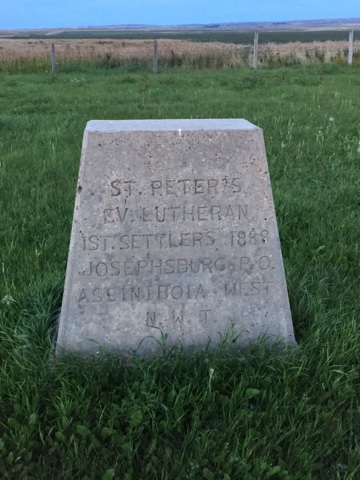 ST. PETER'S
EV. LUTHERAN
1ST. SETTLERS 1889
JOSEPHSBURG P.O.
ASSINIBOIA WEST
N.W.T